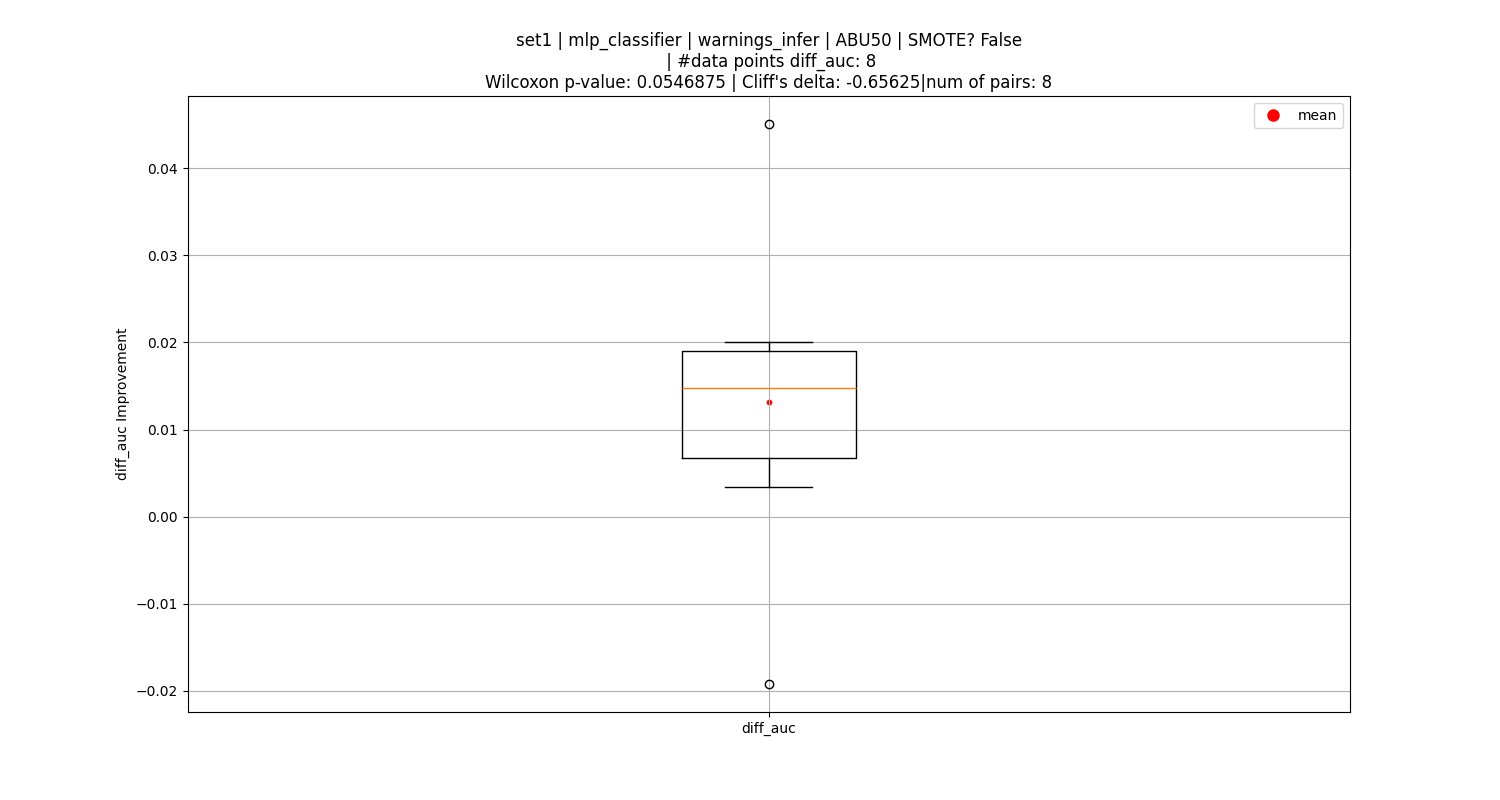 set1 | mlp_classifier | warnings_infer | ABU50 | SMOTE? False
| #data points diff_auc: 8
Wilcoxon p-value: 0.0546875 | Cliff's delta: -0.65625|num of pairs: 8
mean
0.04
0.03
0.02
0.01
0.00
−0.01
−0.02
diff_auc Improvement
diff_auc